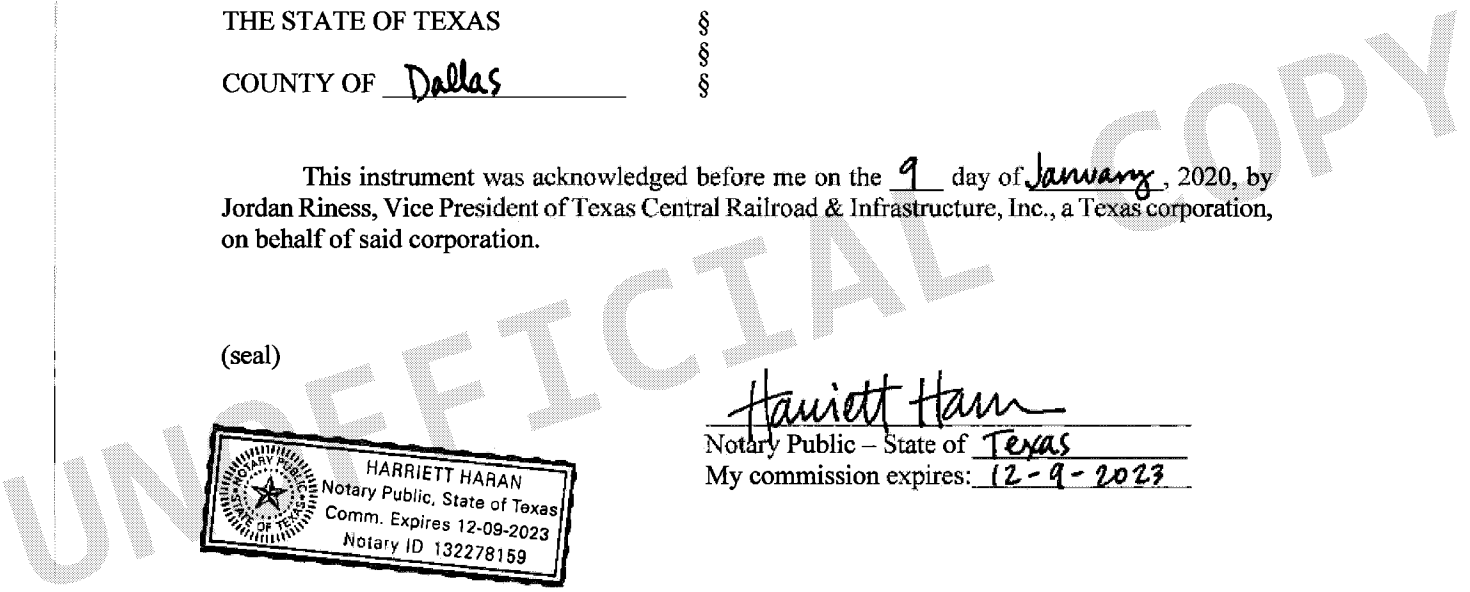 THE STATE OF TEXAS §
§
COUNTY OF Dallas §
This instrument was acknowledged before me on the 9 day of January, 2020, by
Jordan Riness, Vice President of Texas Central Railroad & Infrastructure, Inc., a Texas corporation,
on behalf of said corporation.
(seal)
Harriett Haran
Notary Public – State of Texas
My commission expires: 12-9-2023
HARRIETT HARAN
Notary Public, State of Texas
Comm. Expires 12-09-2023
Notary ID 132278159
NOTARY PUBLIC
STATE OF TEXAS
UNOFFICIAL COPY